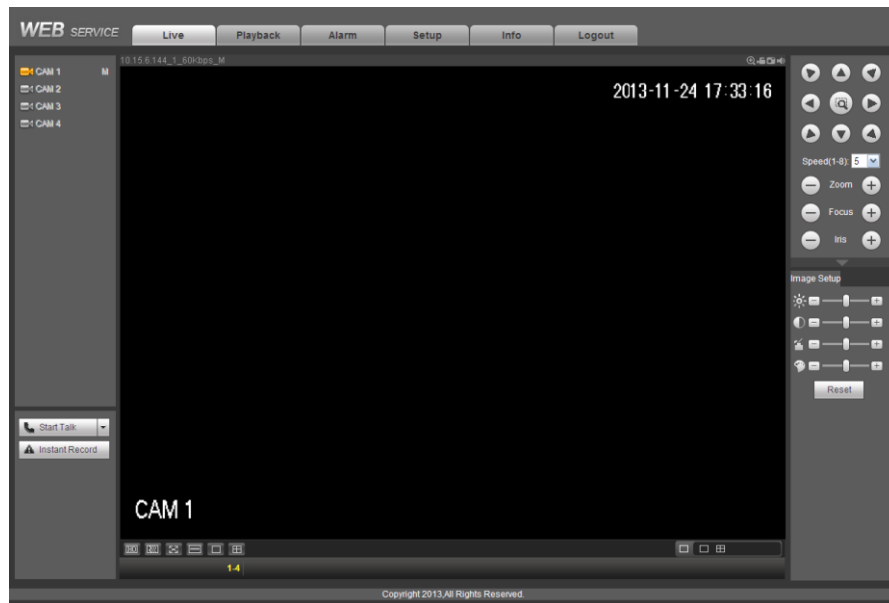 WEB SERVICE
Live
Playback
Alarm
Setup
Info
Logout
CAM 1 M
CAM 2
CAM 3
CAM 4
10.15.6.144_1_60Kbps_M
2013-11-24 17:33:16
Speed(1-8): 5
Zoom
Focus
Iris
Image Setup
Reset
Start Talk
Instant Record
CAM 1
1-4
Copyright 2013,All Rights Reserved.